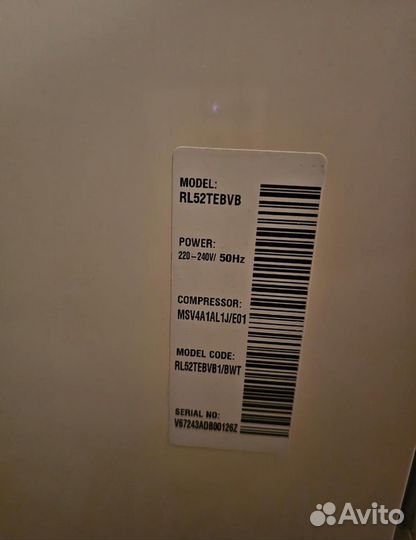 MODEL:
RL52TEBVB
POWER:
220-240V/ 50Hz
COMPRESSOR:
MSV4A1AL1J/E01
MODEL CODE:
RL52TEBVB1/BWT
SERIAL NO:
V67243ADB00126Z
Avito